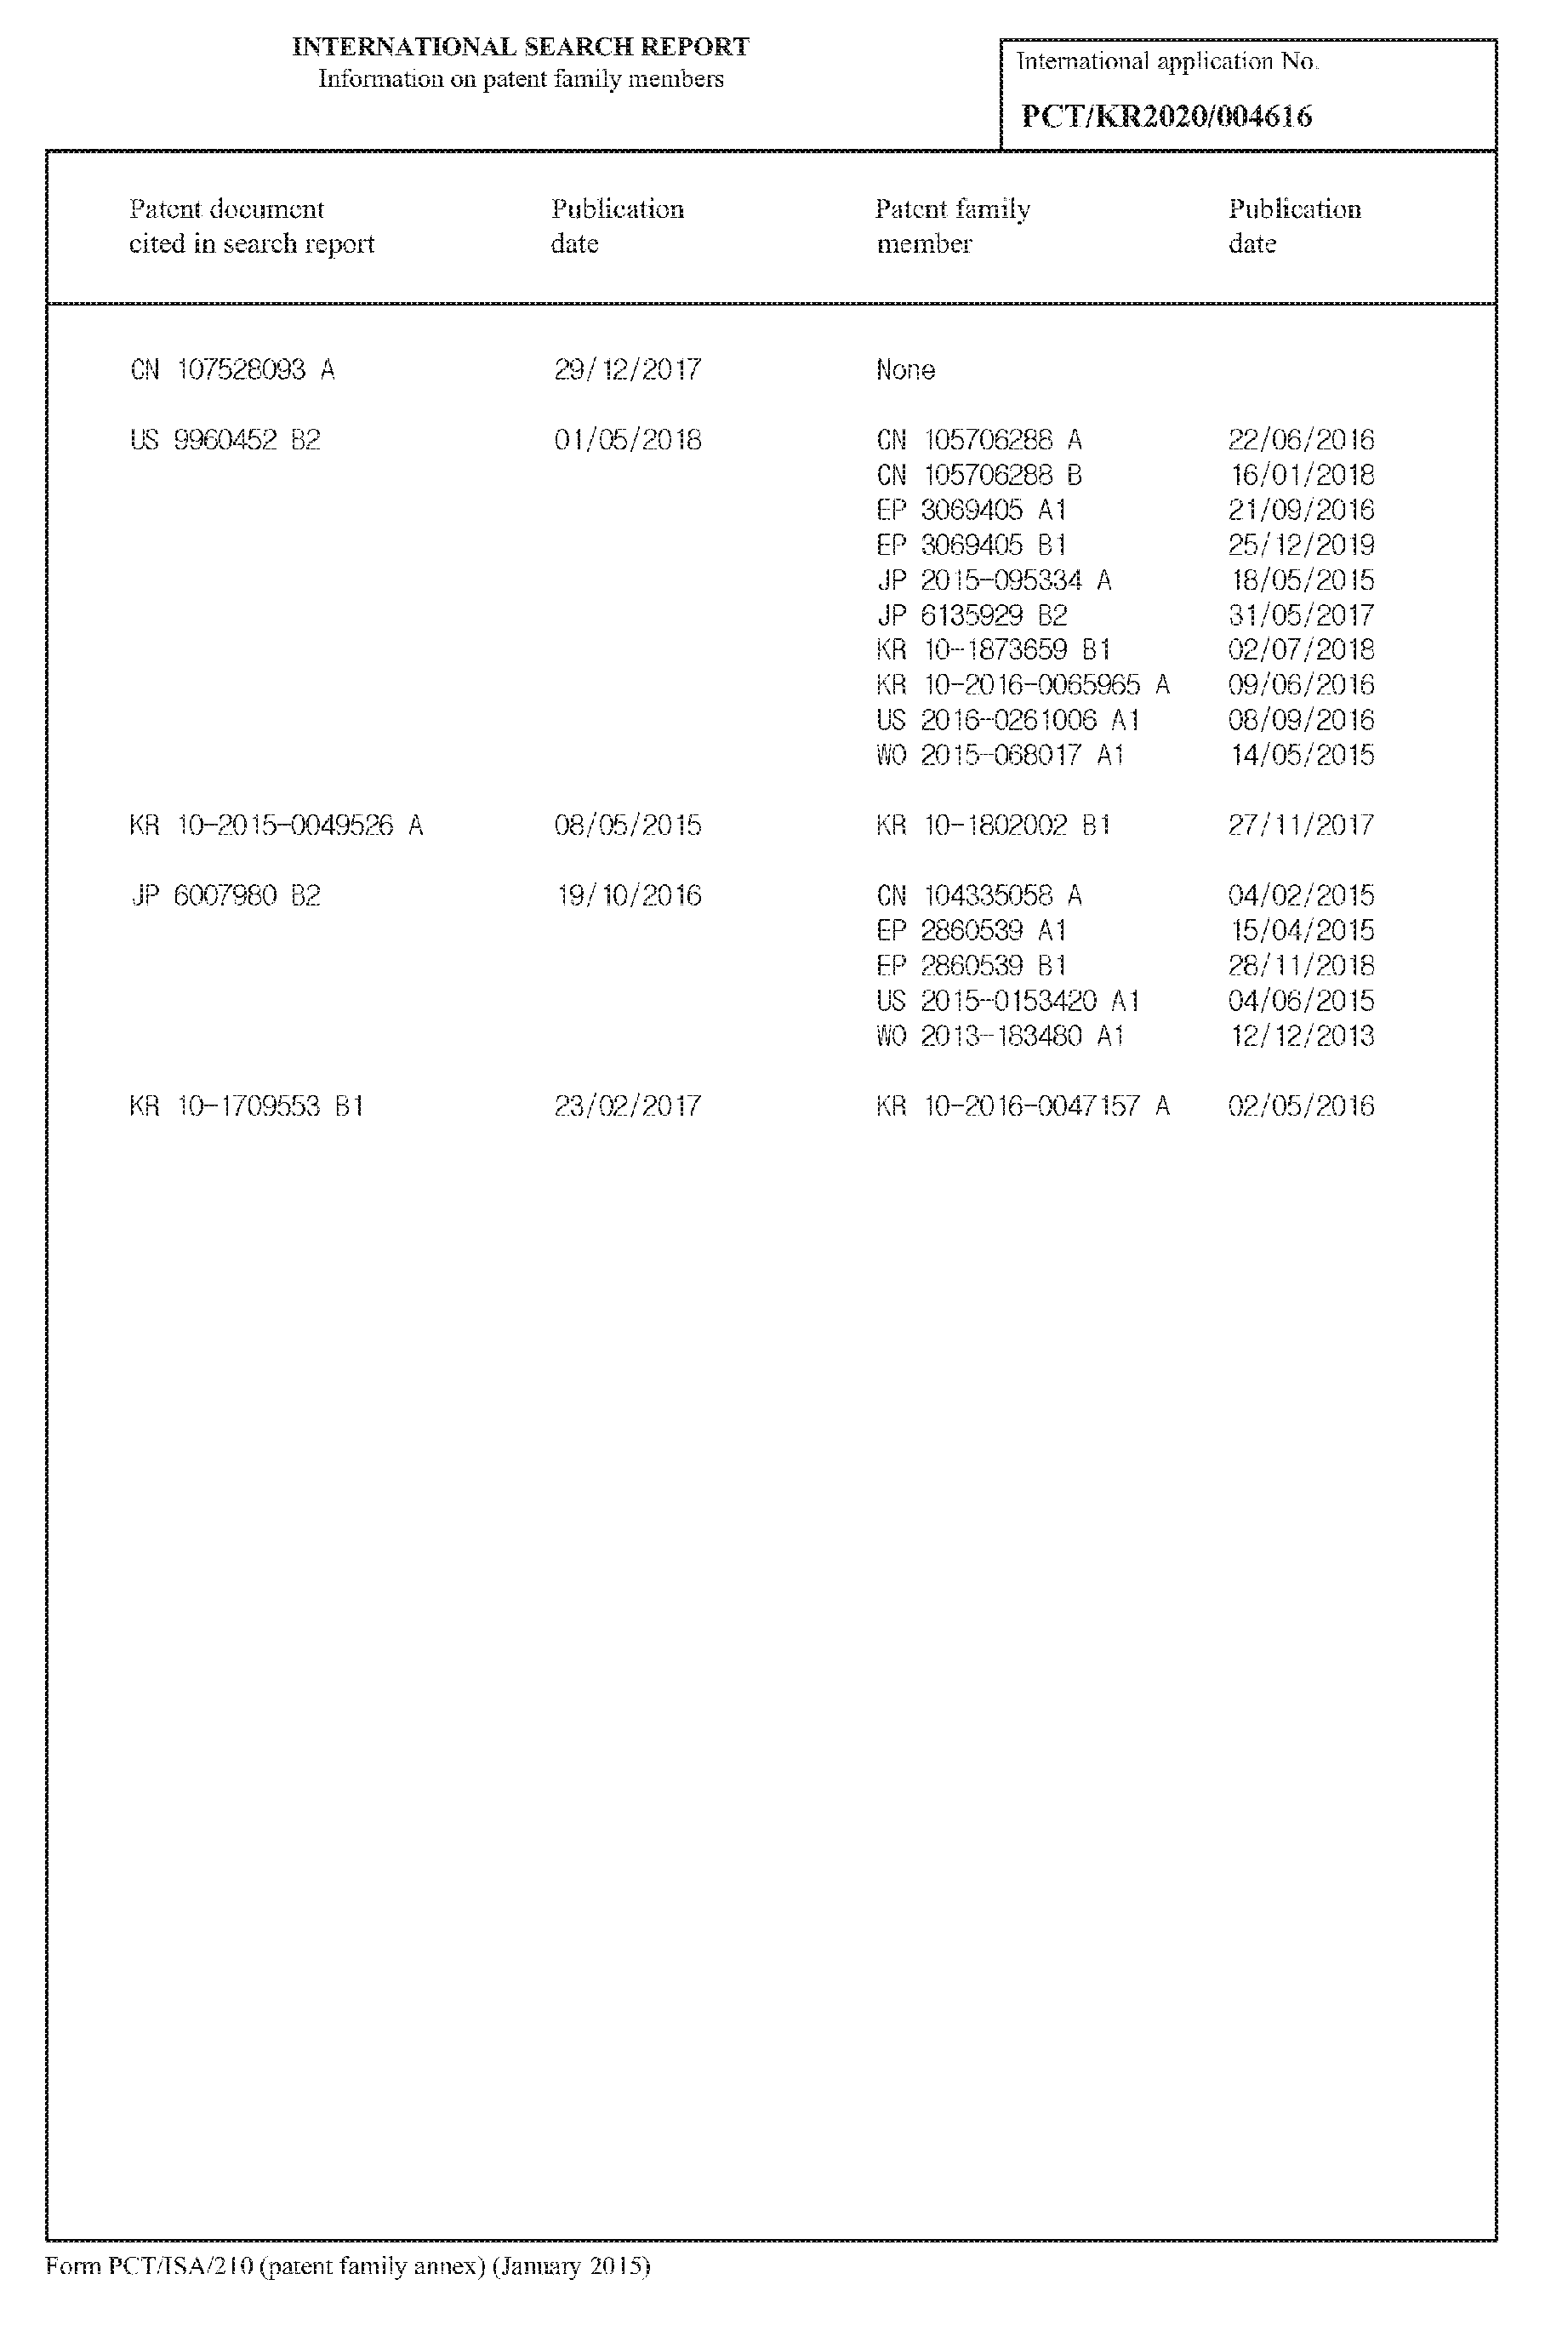 INTERNATIONAL SEARCH REPORT
Information on patent family members
International application No.
PCT/KR2020/004616
Patent document cited in search report
Publication date
Patent family member
Publication date
CN 107528093 A 29/12/2017 None
US 9960452 B2 01/05/2018 CN 105706288 A 22/06/2016
CN 105706288 B 16/01/2018
EP 3069405 A1 21/09/2016
EP 3069405 B1 25/12/2019
JP 2015-095334 A 18/05/2015
JP 6135929 B2 31/05/2017
KR 10-1873659 B1 02/07/2018
KR 10-2016-0065965 A 09/06/2016
US 2016-0261006 A1 08/09/2016
WO 2015-068017 A1 14/05/2015
KR 10-2015-0049526 A 08/05/2015 KR 10-1802002 B1 27/11/2017
JP 6007980 B2 19/10/2016 CN 104335058 A 04/02/2015
EP 2860539 A1 15/04/2015
EP 2860539 B1 28/11/2018
US 2015-0153420 A1 04/06/2015
WO 2013-183480 A1 12/12/2013
KR 10-1709553 B1 23/02/2017 KR 10-2016-0047157 A 02/05/2016
Form PCT/ISA/210 (patent family annex) (January 2015)